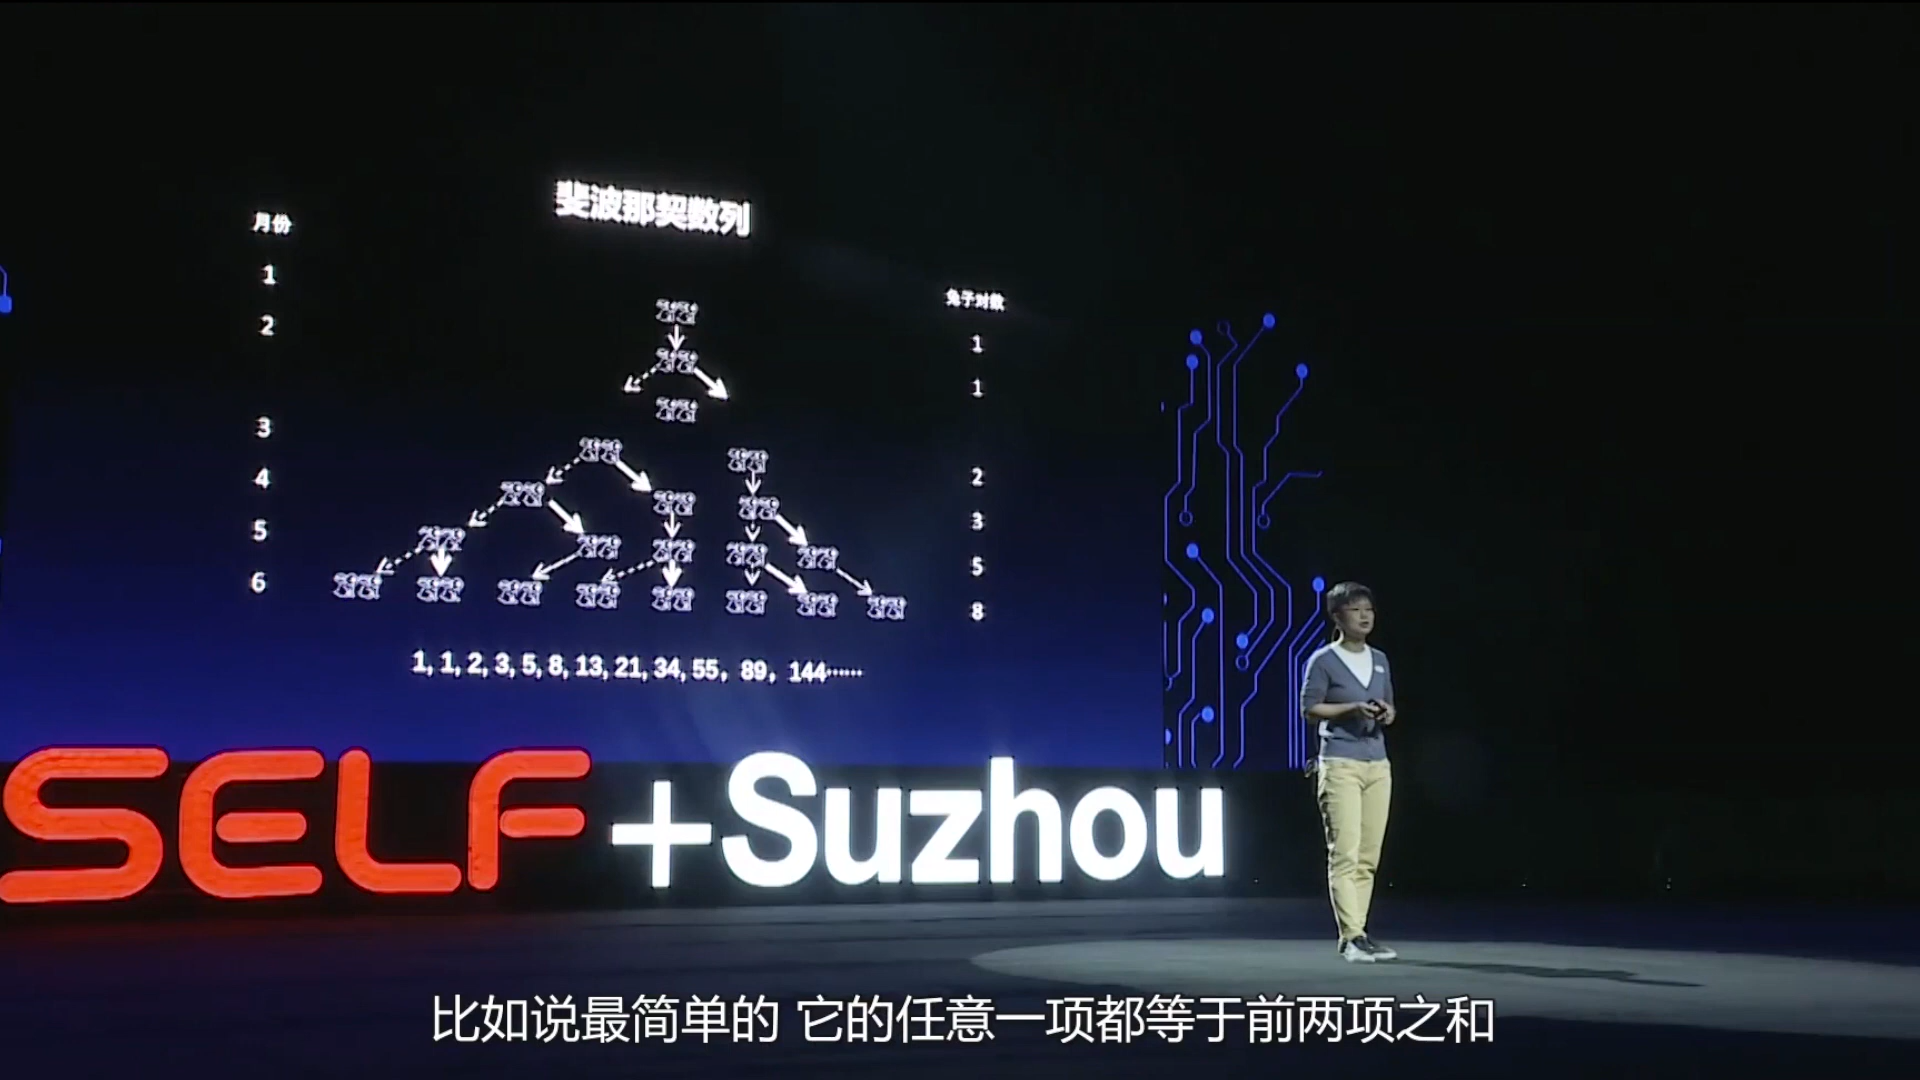 斐波那契数列
月份
1
2
3
4
5
6
兔子对数
1
1
2
3
5
8
1, 1, 2, 3, 5, 8, 13, 21, 34, 55, 89, 144……
SELF+Suzhou
比如说最简单的 它的任意一项都等于前两项之和